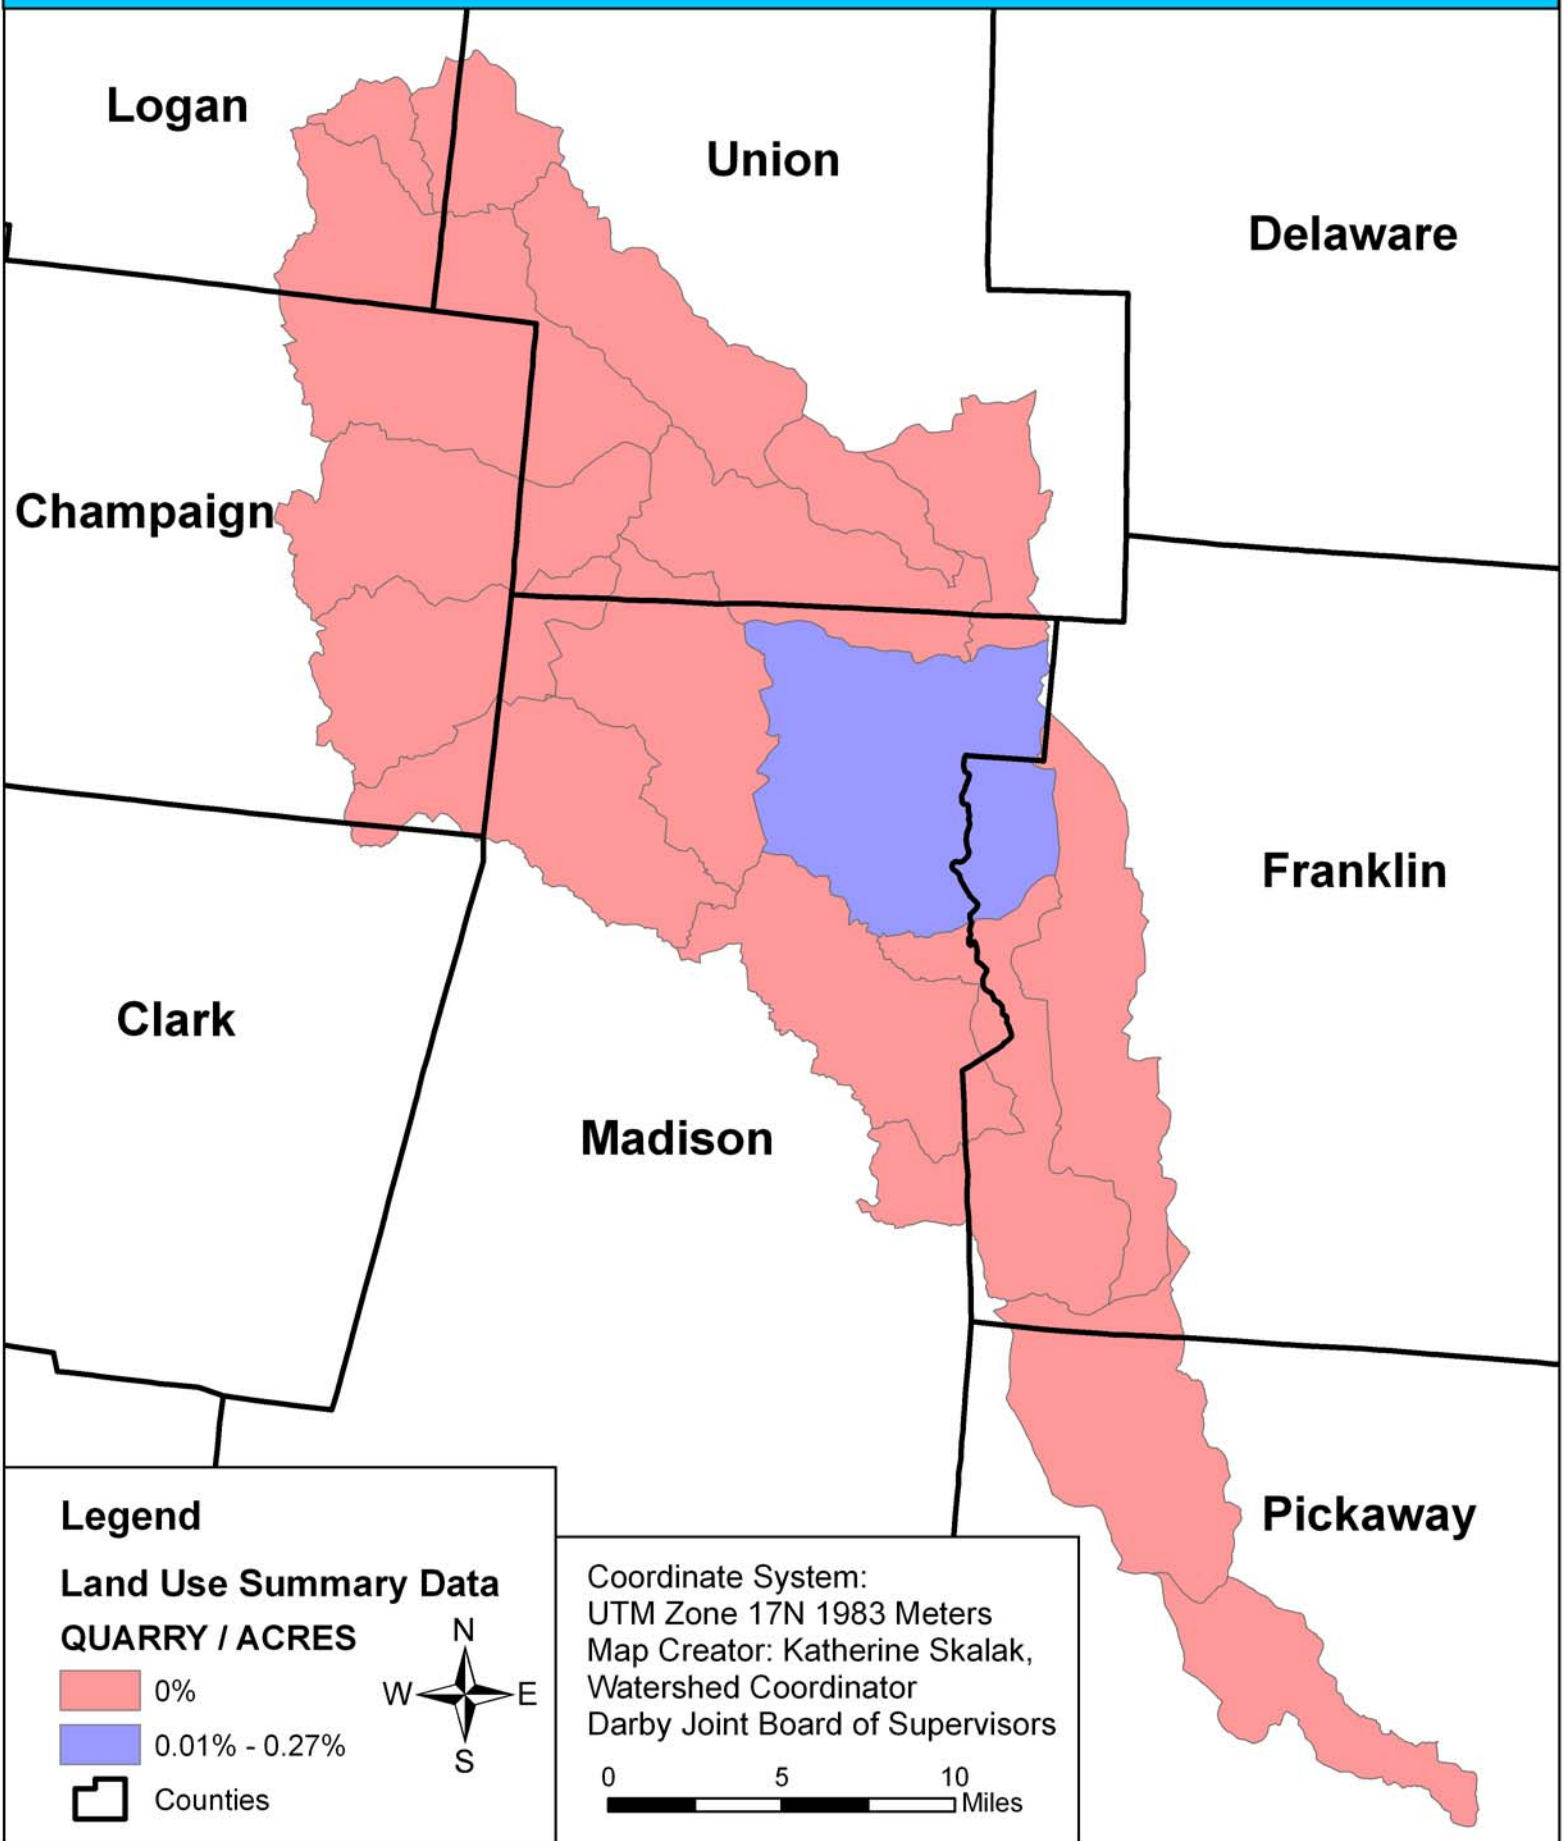 Logan
Union
Delaware
Champaign
Franklin
Clark
Madison
Pickaway
Legend
Land Use Summary Data
QUARRY / ACRES
0%
0.01% - 0.27%
Counties
N
W E
S
Coordinate System:
UTM Zone 17N 1983 Meters
Map Creator: Katherine Skalak,
Watershed Coordinator
Darby Joint Board of Supervisors
0 5 10
Miles